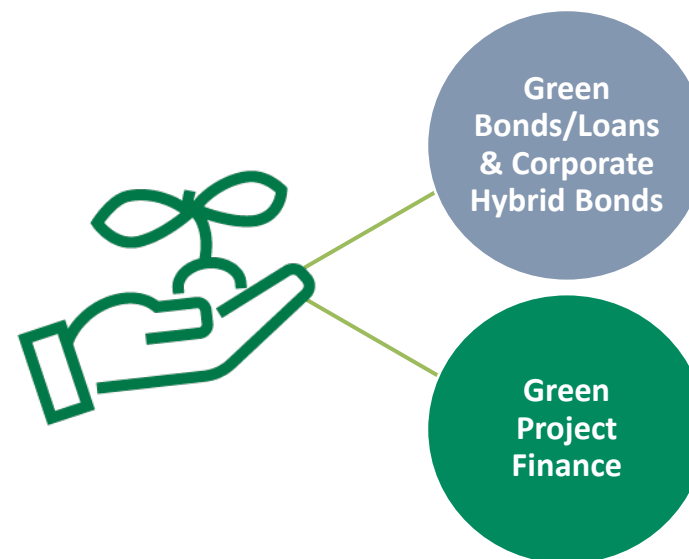 Green
Bonds/Loans
& Corporate
Hybrid Bonds
Green
Project
Finance